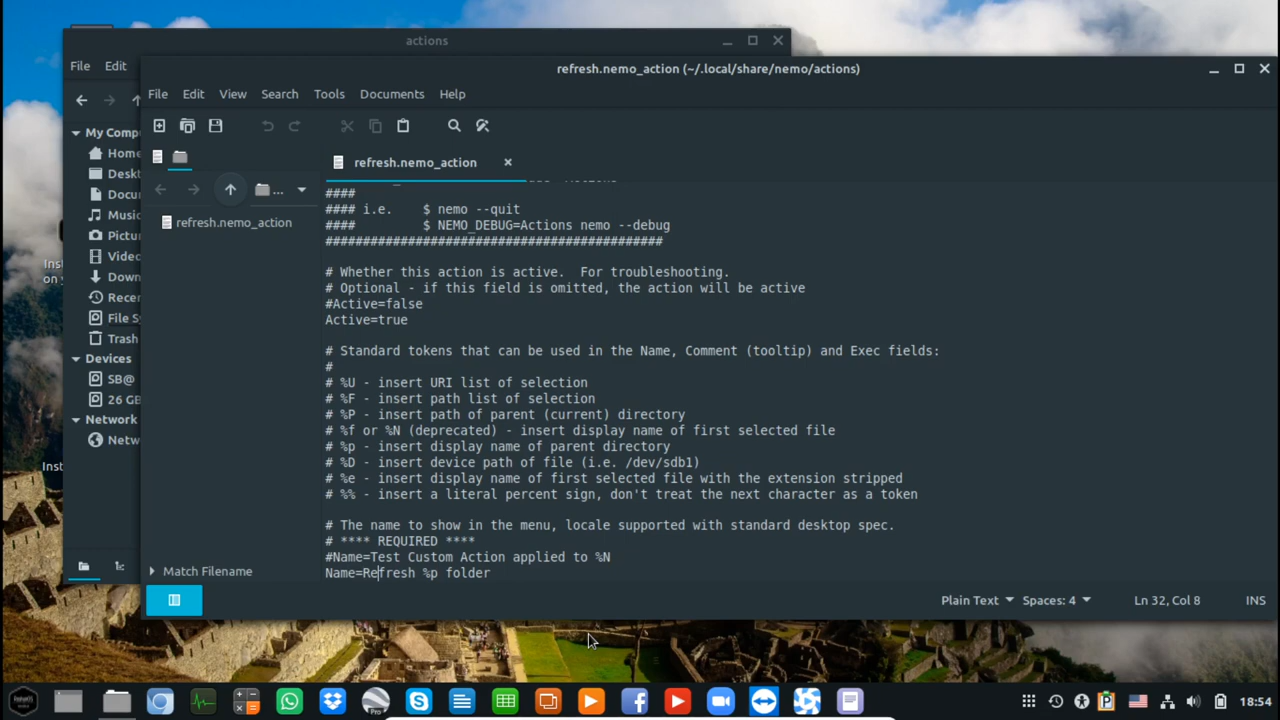 actions
File Edit
refresh.nemo_action (~/.local/share/nemo/actions)
File Edit View Search Tools Documents Help
My Comp
Home
Deskt
Docu
Music
Pictu
Video
Down
Recer
File Sy
Trash
Devices
SB@
26 GB
Network
Netw
...
refresh.nemo_action
Match Filename
refresh.nemo_action
####
#### i.e.    $ nemo --quit
####         $ NEMO_DEBUG=Actions nemo --debug
#############################################
# Whether this action is active.  For troubleshooting.
# Optional - if this field is omitted, the action will be active
#Active=false
Active=true
# Standard tokens that can be used in the Name, Comment (tooltip) and Exec fields:
#
# %U - insert URI list of selection
# %F - insert path list of selection
# %P - insert path of parent (current) directory
# %f or %N (deprecated) - insert display name of first selected file
# %p - insert display name of parent directory
# %D - insert device path of file (i.e. /dev/sdb1)
# %e - insert display name of first selected file with the extension stripped
# %% - insert a literal percent sign, don't treat the next character as a token
# The name to show in the menu, locale supported with standard desktop spec.
# **** REQUIRED ****
#Name=Test Custom Action applied to %N
Name=Refresh %p folder
Plain Text Spaces: 4 Ln 32, Col 8 INS
Inst
on y
Inst
Pro
18:54